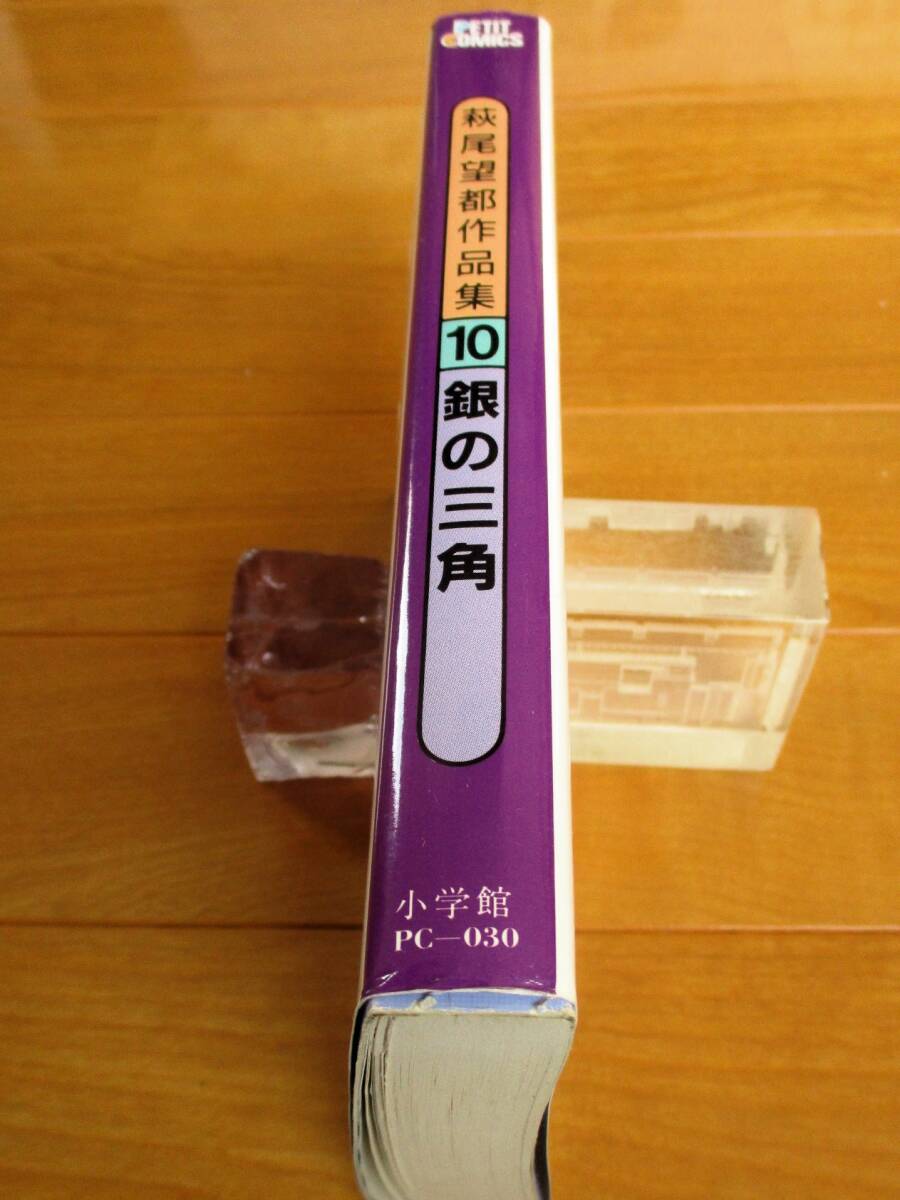 PETIT
COMICS
萩尾望都作品集
10
銀の三角
小学館
PC—030